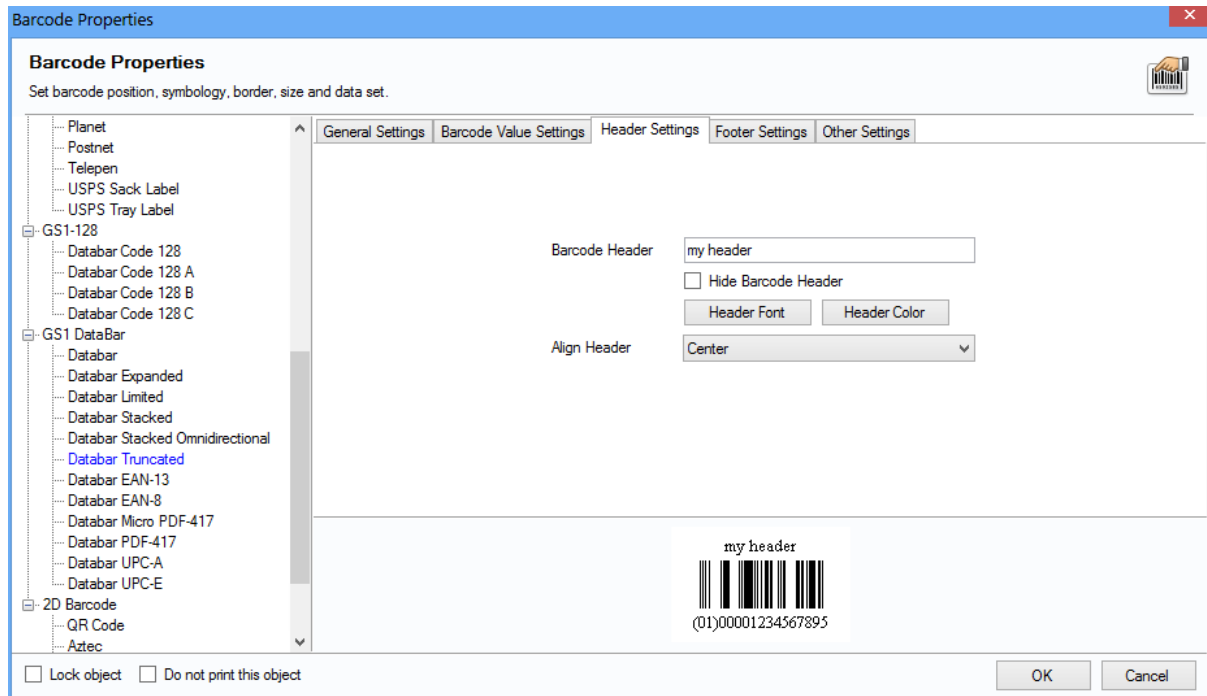 Barcode Properties
Barcode Properties
Set barcode position, symbology, border, size and data set.
Planet
Postnet
Telepen
USPS Sack Label
USPS Tray Label
GS1-128
Databar Code 128
Databar Code 128 A
Databar Code 128 B
Databar Code 128 C
GS1 DataBar
Databar
Databar Expanded
Databar Limited
Databar Stacked
Databar Stacked Omnidirectional
Databar Truncated
Databar EAN-13
Databar EAN-8
Databar Micro PDF-417
Databar PDF-417
Databar UPC-A
Databar UPC-E
2D Barcode
QR Code
Aztec
General Settings Barcode Value Settings Header Settings Footer Settings Other Settings
Barcode Header my header
Hide Barcode Header
Header Font Header Color
Align Header Center
my header
(01)00001234567895
Lock object Do not print this object OK Cancel